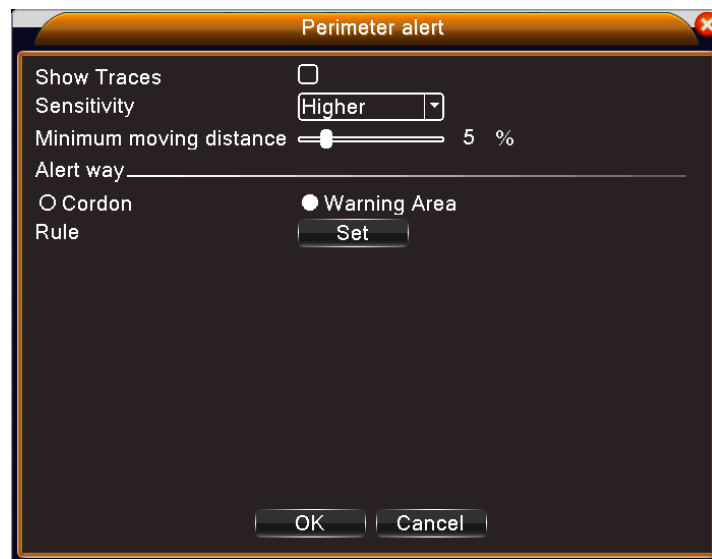 Perimeter alert
Show Traces
Sensitivity Higher
Minimum moving distance 5 %
Alert way
Cordon Warning Area
Rule Set
OK Cancel